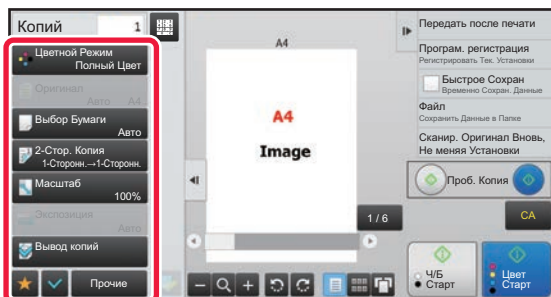 Копий 1
Цветной Режим
Полный Цвет
Оригинал
Авто A4
Выбор Бумаги
Авто
2-Стор. Копия
1-Сторонн.→1-Сторонн.
Масштаб
100%
Экспозиция
Авто
Вывод копий
Прочие
A4
A4
Image
1 / 6
Передать после печати
Програм. регистрация
Регистрировать Тек. Установки
Быстрое Сохран
Временно Сохран. Данные
Файл
Сохранить Данные в Папке
Сканир. Оригинал Вновь,
Не меняя Установки
Проб. Копия
CA
Ч/Б
Старт
Цвет
Старт